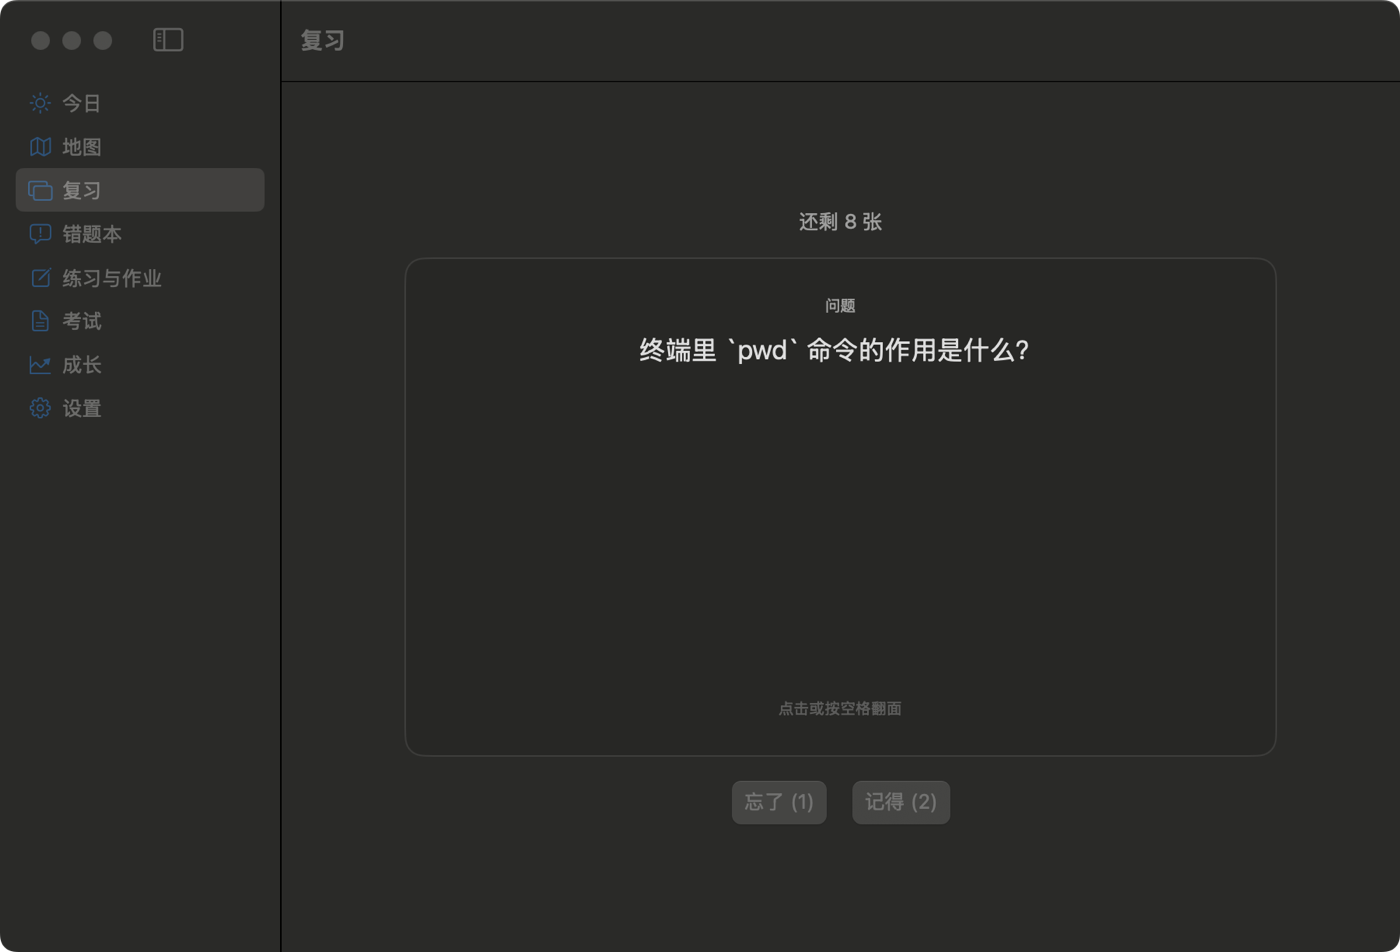 复习
今日
地图
复习
错题本
练习与作业
考试
成长
设置
还剩 8 张
问题
终端里 `pwd` 命令的作用是什么?
点击或按空格翻面
忘了 (1)
记得 (2)